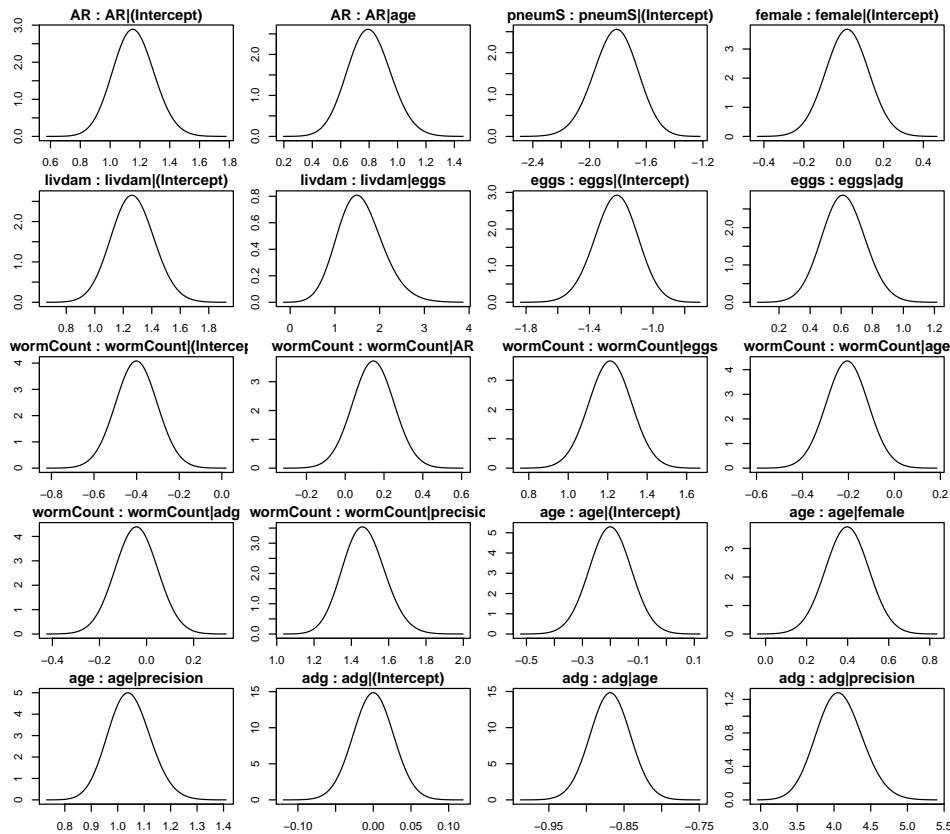 AR : AR|(Intercept)
AR : AR|age
pneumS : pneumS|(Intercept)
female : female|(Intercept)
0.0 1.0 2.0 3.0
0.6 0.8 1.0 1.2 1.4 1.6 1.8
0.0 1.0 2.0
0.2 0.4 0.6 0.8 1.0 1.2 1.4
0.0 1.0 2.0
−2.4 −2.0 −1.6 −1.2
0 1 2 3
−0.4 −0.2 0.0 0.2 0.4
livdam : livdam|(Intercept)
livdam : livdam|eggs
eggs : eggs|(Intercept)
eggs : eggs|adg
0.0 1.0 2.0
0.8 1.0 1.2 1.4 1.6 1.8
0.0 0.2 0.4 0.6 0.8
0 1 2 3 4
0.0 1.0 2.0 3.0
−1.8 −1.4 −1.0
0.0 1.0 2.0
0.2 0.4 0.6 0.8 1.0 1.2
wormCount : wormCount|(Intercep
wormCount : wormCount|AR
wormCount : wormCount|eggs
wormCount : wormCount|age
0 1 2 3 4
−0.8 −0.6 −0.4 −0.2 0.0
0 1 2 3
−0.2 0.0 0.2 0.4 0.6
0 1 2 3
0.8 1.0 1.2 1.4 1.6
0 1 2 3 4
−0.6 −0.4 −0.2 0.0 0.2
wormCount : wormCount|adg
wormCount : wormCount|precisic
age : age|(Intercept)
age : age|female
0 1 2 3 4
−0.4 −0.2 0.0 0.2
0.0 1.0 2.0 3.0
1.0 1.2 1.4 1.6 1.8 2.0
0 1 2 3 4 5
−0.5 −0.3 −0.1 0.1
0 1 2 3
0.0 0.2 0.4 0.6 0.8
age : age|precision
adg : adg|(Intercept)
adg : adg|age
adg : adg|precision
0 1 2 3 4 5
0.8 0.9 1.0 1.1 1.2 1.3 1.4
0 5 10 15
−0.10 −0.05 0.00 0.05 0.10
0 5 10 15
−0.95 −0.85 −0.75
0.0 0.4 0.8 1.2
3.0 3.5 4.0 4.5 5.0 5.5